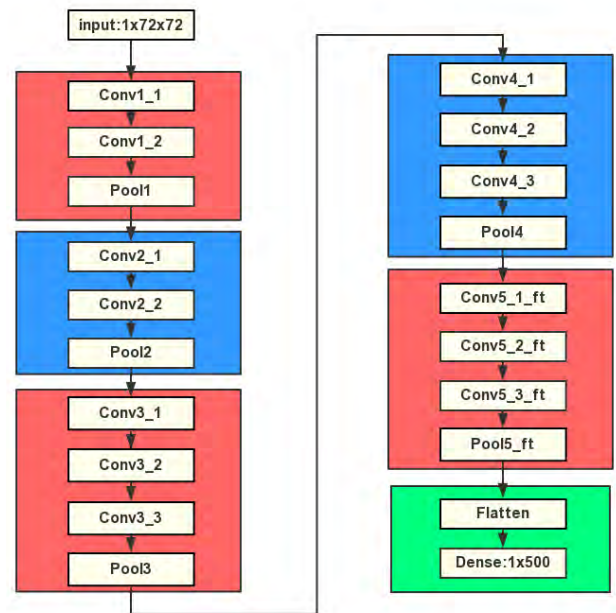 input:1x72x72
Conv1_1
Conv1_2
Pool1
Conv2_1
Conv2_2
Pool2
Conv3_1
Conv3_2
Conv3_3
Pool3
Conv4_1
Conv4_2
Conv4_3
Pool4
Conv5_1_ft
Conv5_2_ft
Conv5_3_ft
Pool5_ft
Flatten
Dense:1x500